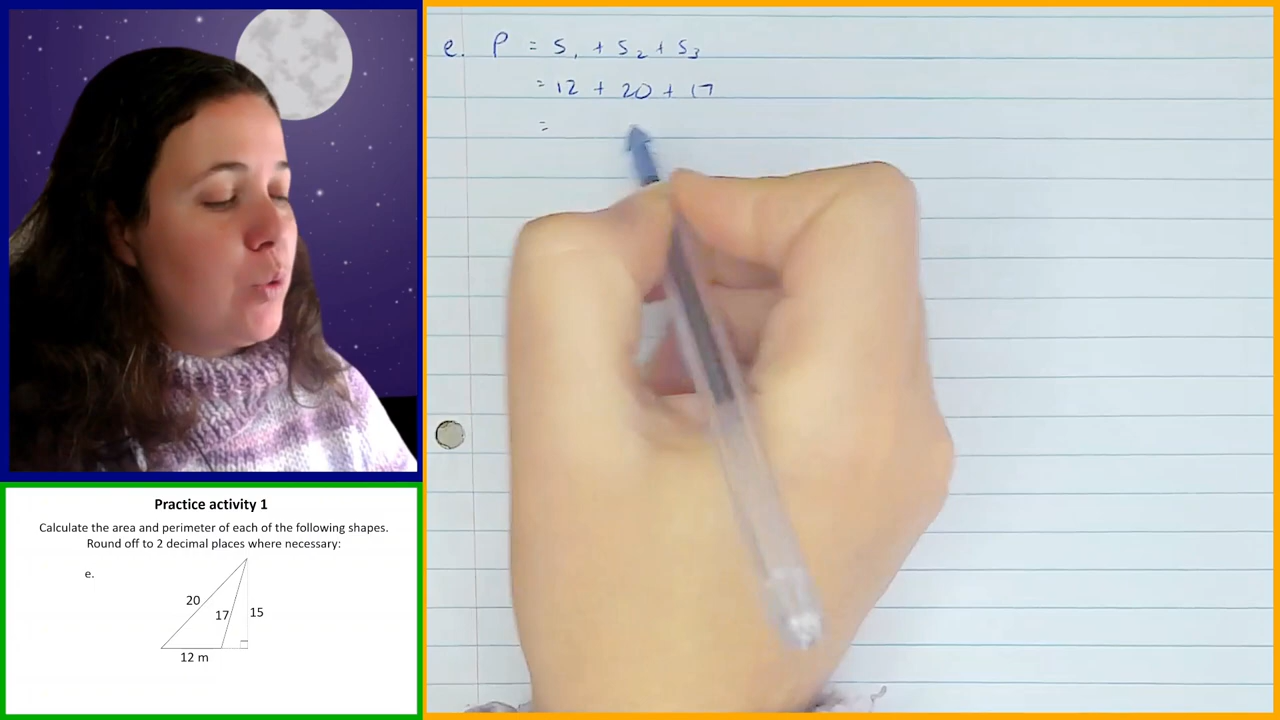 e. P = S₁ + S₂ + S₃
= 12 + 20 + 17
=
Practice activity 1
Calculate the area and perimeter of each of the following shapes.
Round off to 2 decimal places where necessary:
e.
20
17
15
12 m